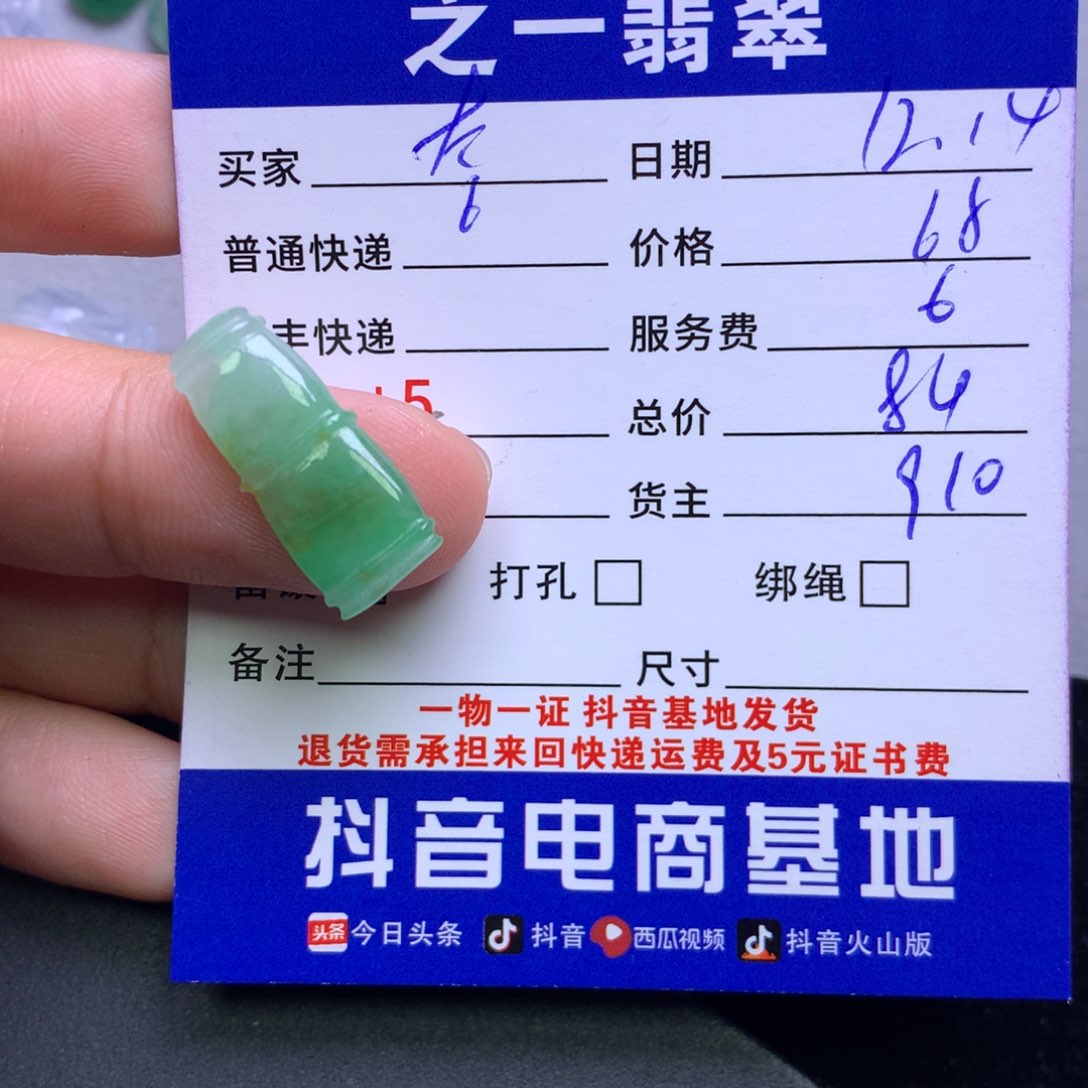 之一翡翠
买家 日期 12.14
普通快递 6 价格 68
丰快递 服务费 6
+5 总价 84
货主 910
打孔 绑绳
备注 尺寸
一物一证 抖音基地发货
退货需承担来回快递运费及5元证书费
抖音电商基地
头条 今日头条 抖音 西瓜视频 抖音火山版